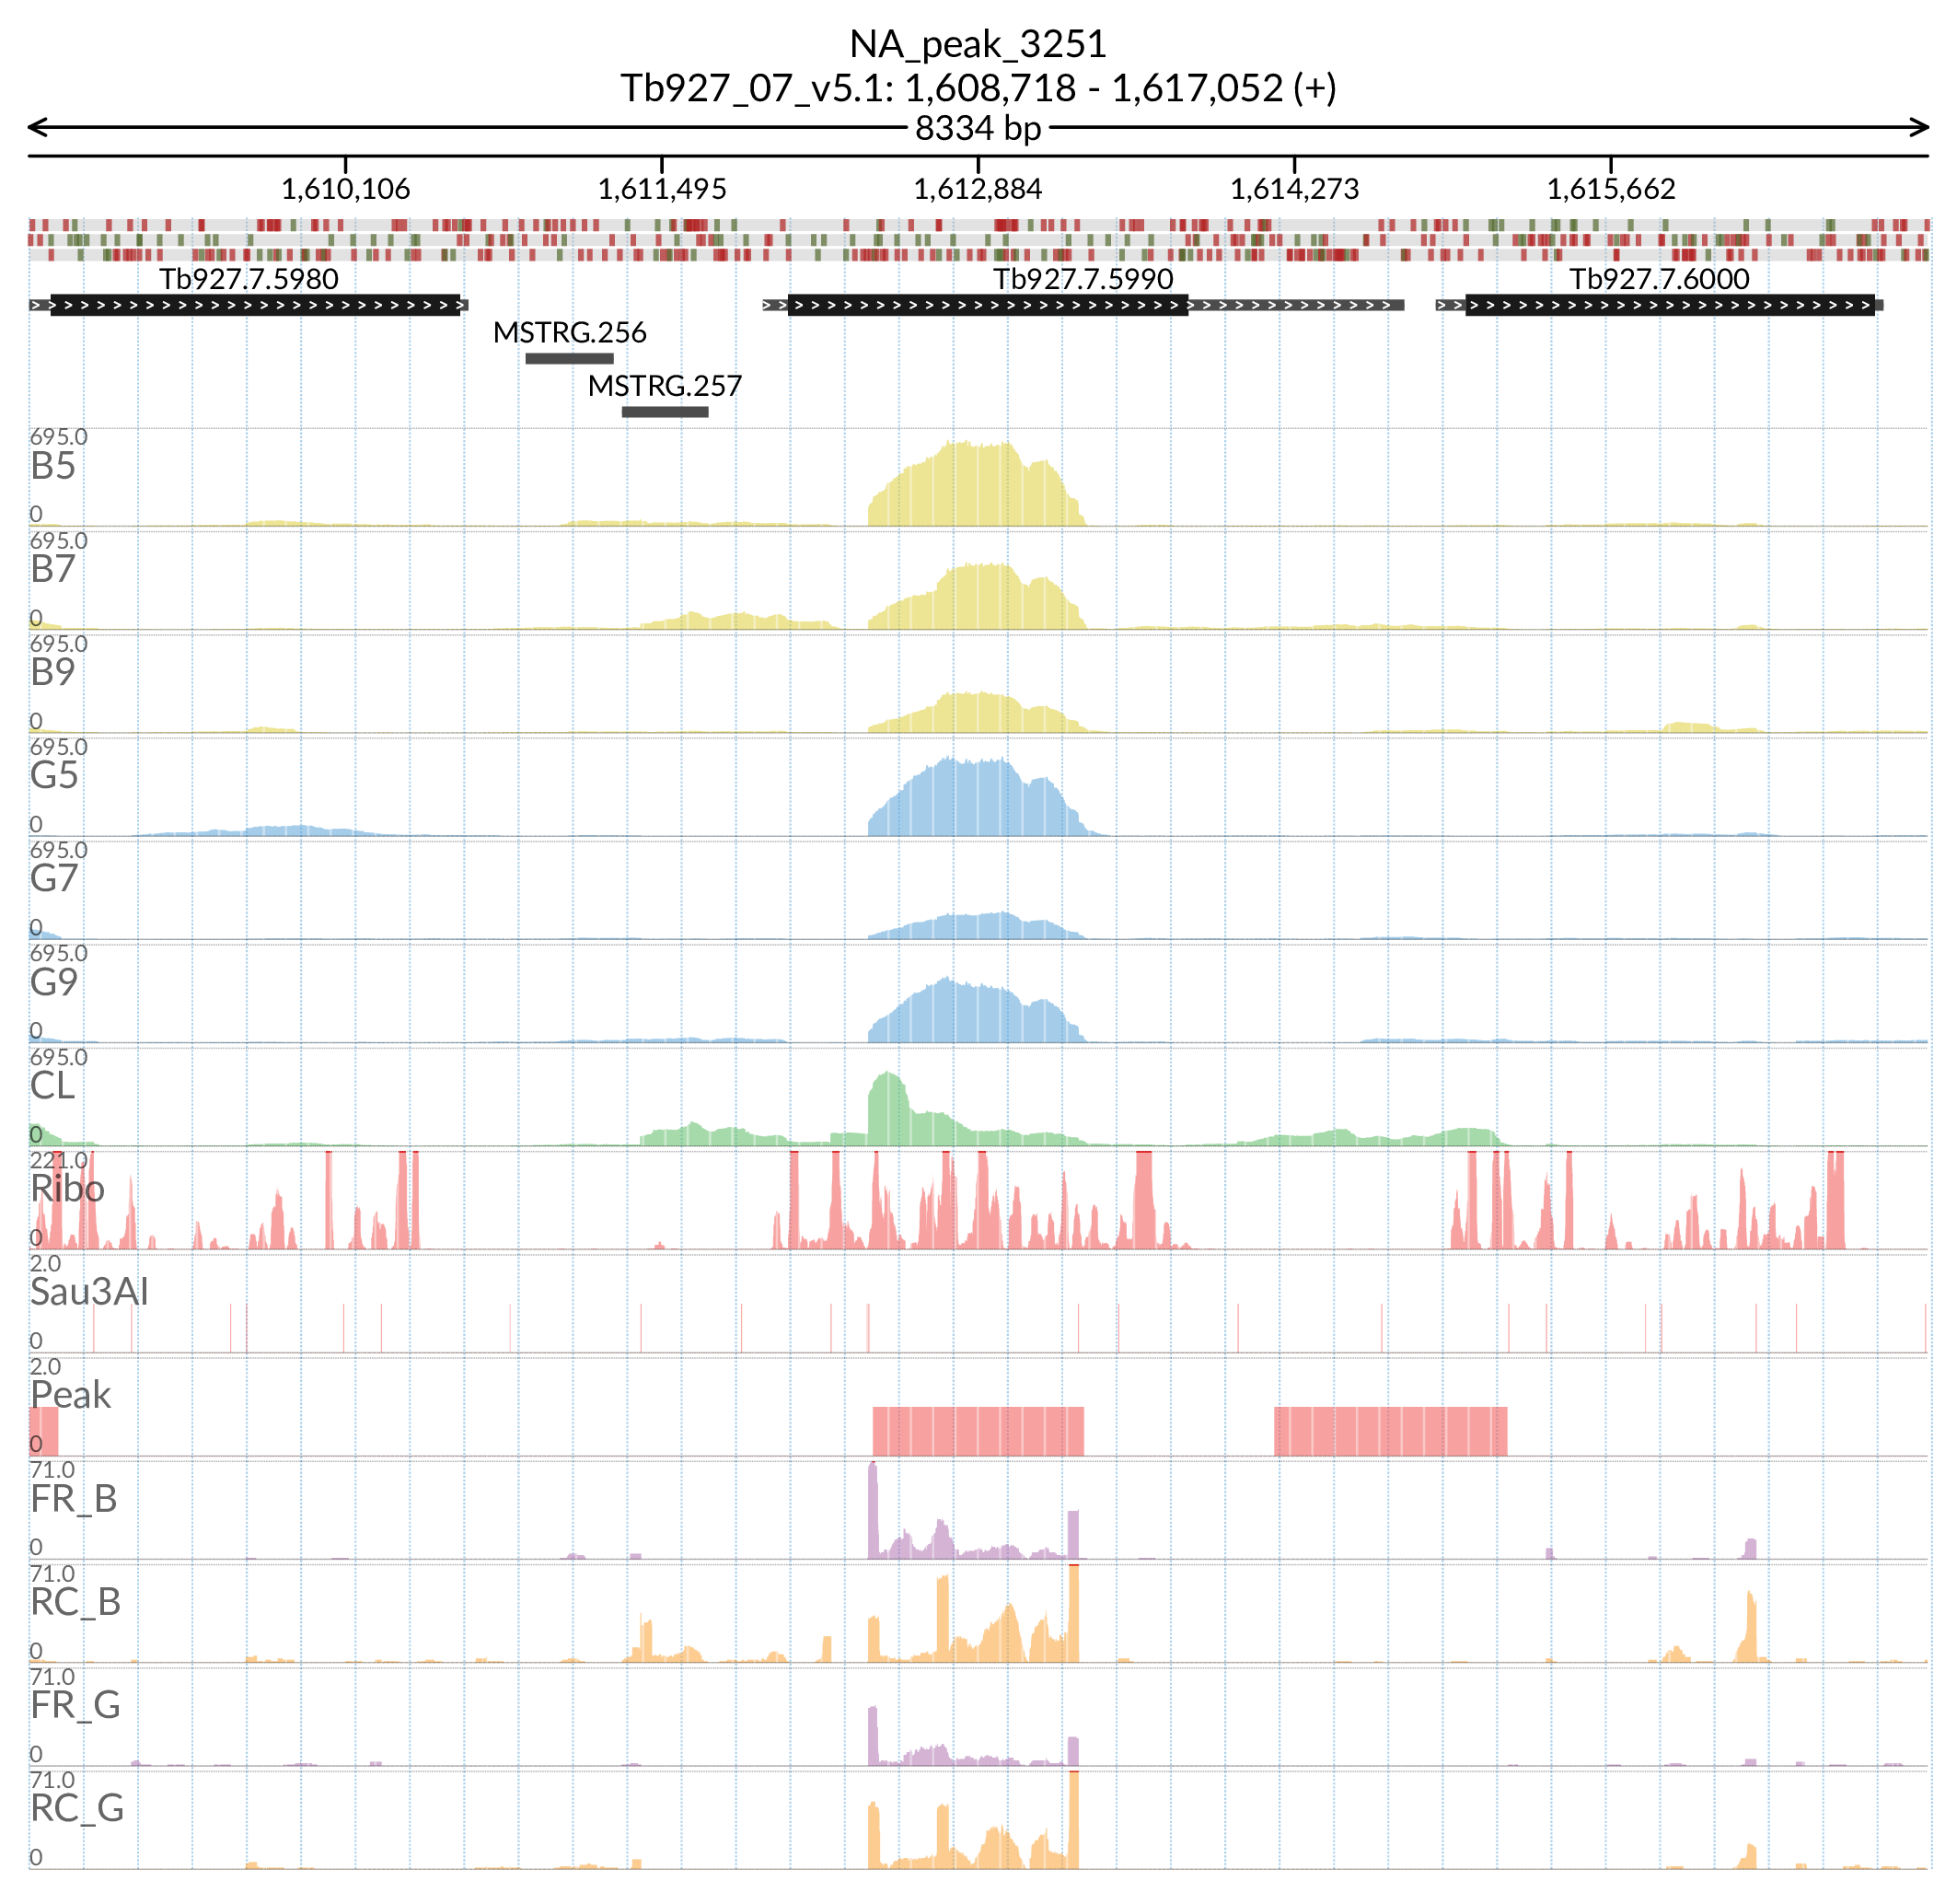 NA_peak_3251
Tb927_07_v5.1: 1,608,718 - 1,617,052 (+)
8334 bp
1,610,106 1,611,495 1,612,884 1,614,273 1,615,662
Tb927.7.5980 Tb927.7.5990 Tb927.7.6000
MSTRG.256
MSTRG.257
695.0
B5
0
695.0
B7
0
695.0
B9
0
695.0
G5
0
695.0
G7
0
695.0
G9
0
695.0
CL
0
221.0
Ribo
0
2.0
Sau3AI
0
2.0
Peak
0
71.0
FR_B
0
71.0
RC_B
0
71.0
FR_G
0
71.0
RC_G
0